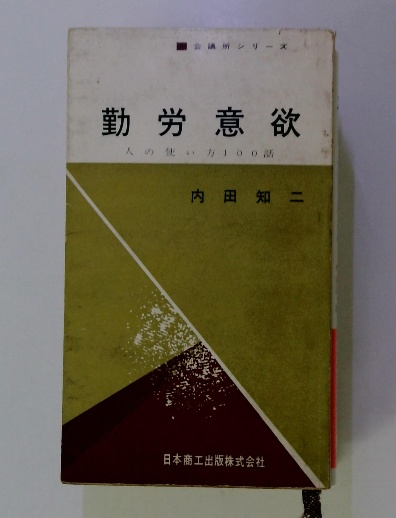 会議所シリーズ
勤労意欲
人の使い方100話
内田知二
日本商工出版株式会社